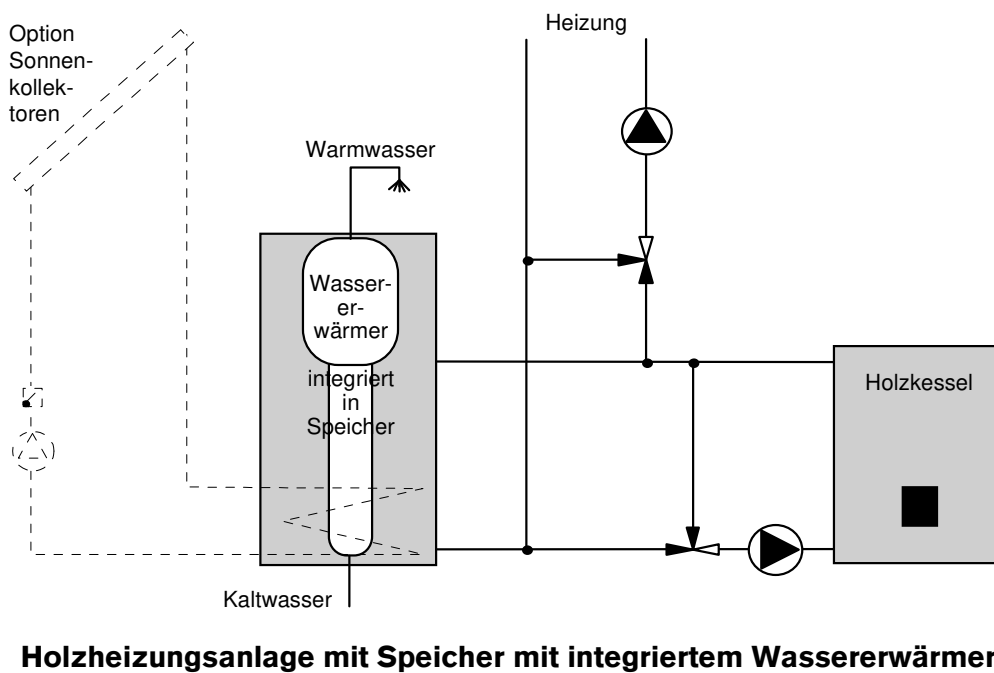 Option
Sonnen-
kollek-
toren
Heizung
Warmwasser
Wasser-
er-
wärmer
integriert
in
Speicher
Holzkessel
Kaltwasser
Holzheizungsanlage mit Speicher mit integriertem Wassererwärmer